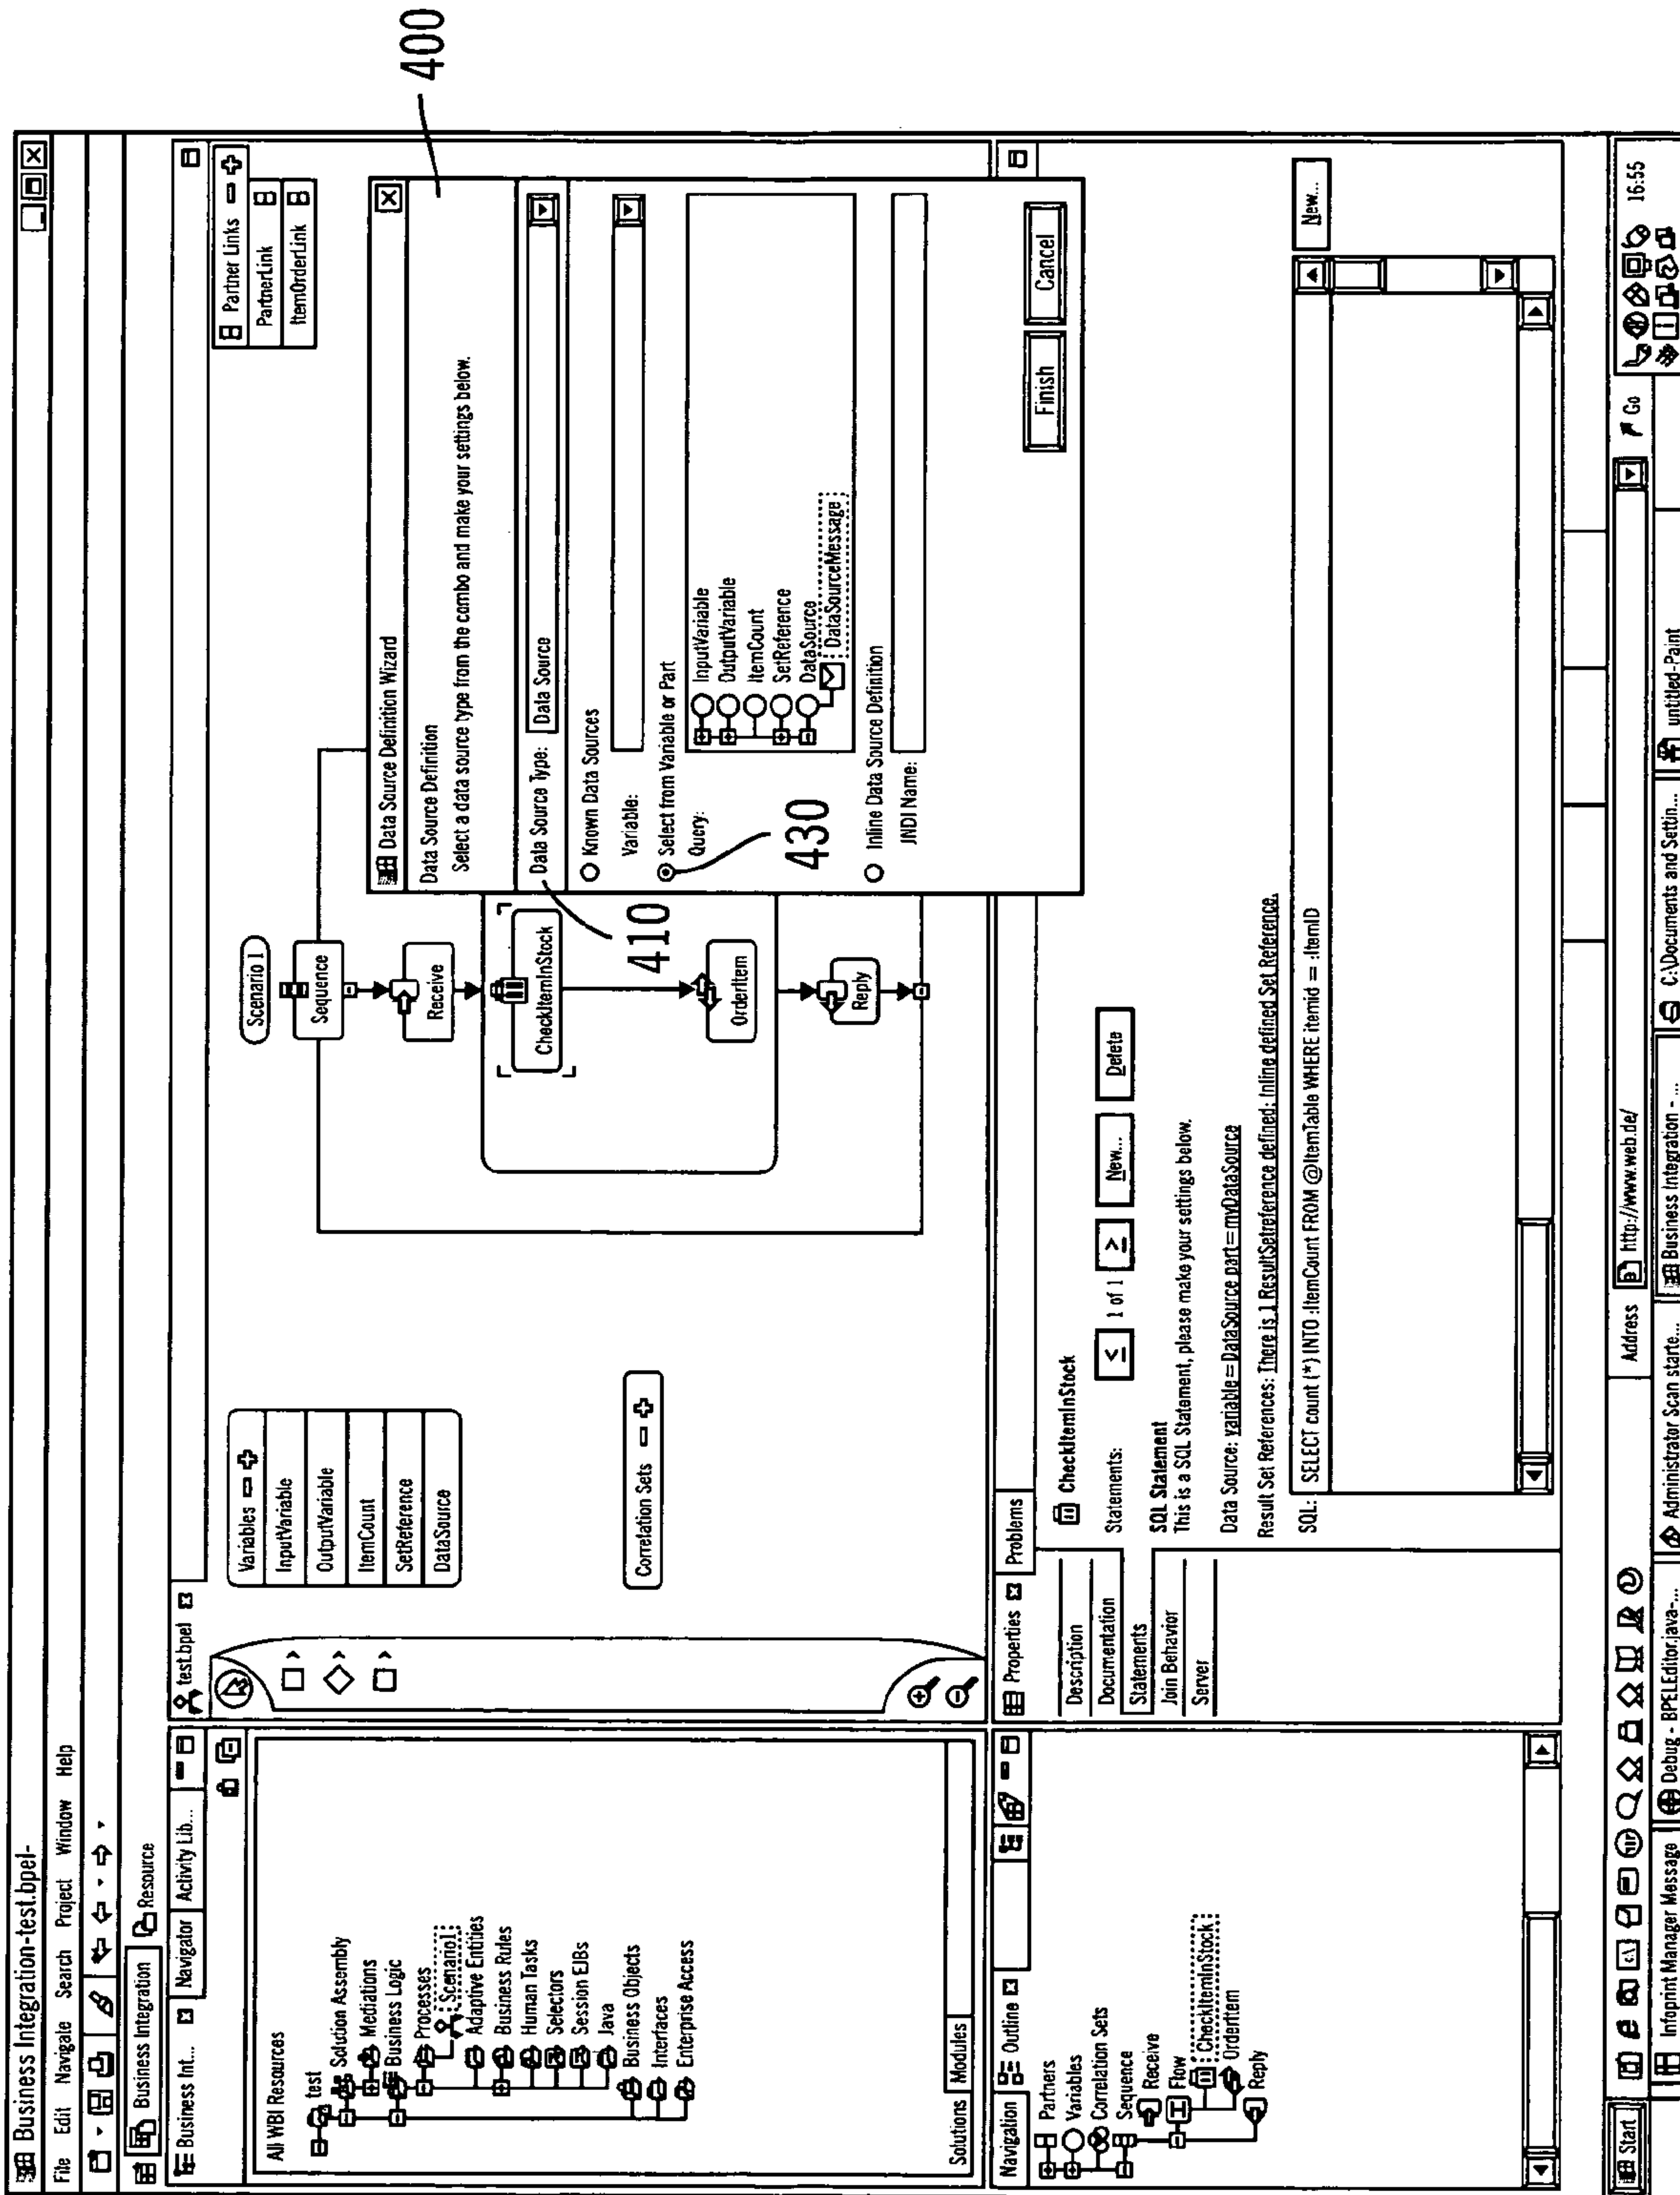 Business Integration-test.bpel-
File Edit Navigate Search Project Window Help
Business Integration
Resource
Business Int...
Navigator
Activity Lib...
All WBI Resources
test
Solution Assembly
Mediations
Business Logic
Processes
Scenario1
Adaptive Entities
Business Rules
Human Tasks
Selectors
Session EJBs
Java
Business Objects
Interfaces
Enterprise Access
Solutions
Modules
Navigation
Outline
Partners
Variables
Correlation Sets
Sequence
Receive
Flow
CheckItemInStock
OrderItem
Reply
test.bpel
Variables
InputVariable
OutputVariable
ItemCount
SetReference
DataSource
Correlation Sets
Scenario 1
Sequence
Receive
CheckItemInStock
OrderItem
Reply
Partner Links
PartnerLink
ItemOrderLink
400
Data Source Definition Wizard
Data Source Definition
Select a data source type from the combo and make your settings below.
Data Source Type: Data Source
410
Known Data Sources
Variable:
Select from Variable or Part
Query:
430
InputVariable
OutputVariable
ItemCount
SetReference
DataSource
DataSourceMessage
Inline Data Source Definition
JNDI Name:
Finish
Cancel
Properties
Problems
Description
Documentation
Statements
Join Behavior
Server
CheckItemInStock
Statements:
< 1 of 1 > New... Delete
SQL Statement
This is a SQL Statement, please make your settings below.
Data Source: variable=DataSource part=myDataSource
Result Set References: There is 1 ResultSetreference defined: Inline defined Set Reference.
SQL: SELECT count (*) INTO :ItemCount FROM @ItemTable WHERE itemid = :ItemID
New...
Address http://www.web.de/ Go
16:55
Start
Infoprint Manager Message
Debug - BPELEditor.java-...
Administrator Scan starte...
Business Integration - ...
C:\Documents and Settin...
untitled-Paint